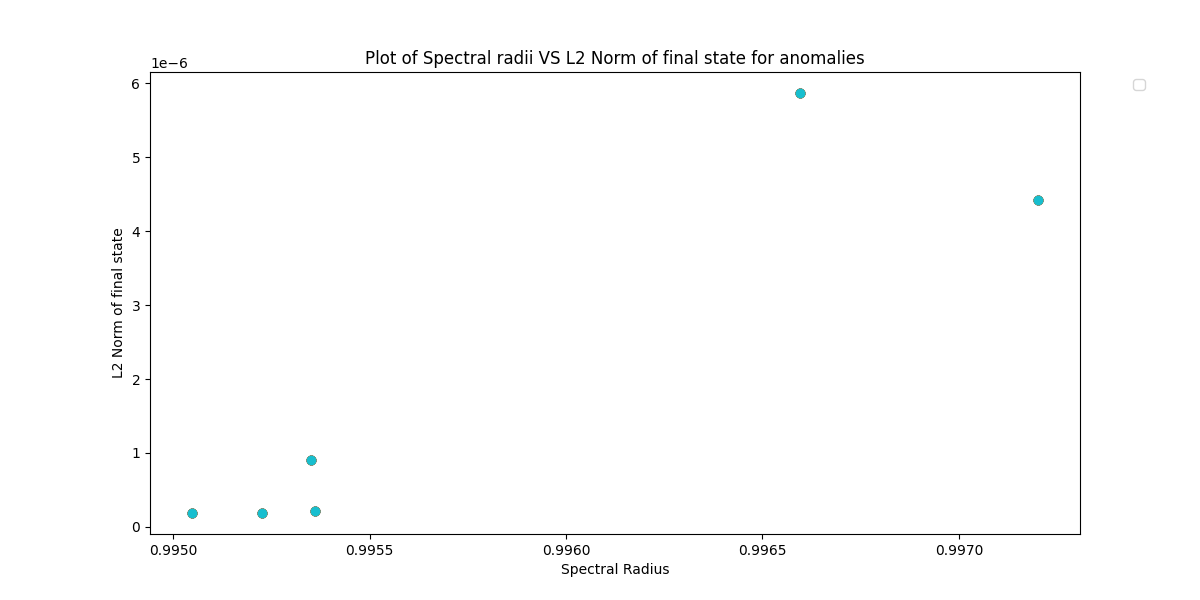 Plot of Spectral radii VS L2 Norm of final state for anomalies
1e−6
6
5
4
3
2
1
0
L2 Norm of final state
0.9950 0.9955 0.9960 0.9965 0.9970
Spectral Radius